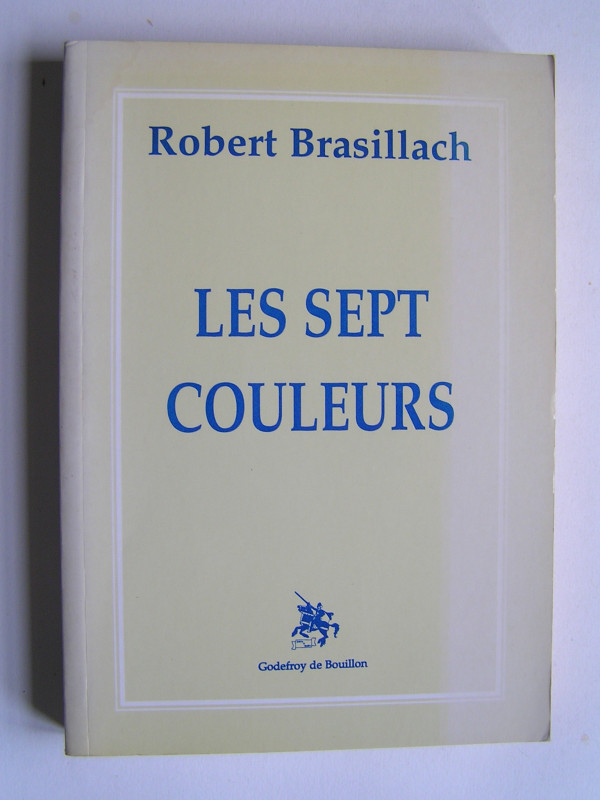 Robert Brasillach
LES SEPT
COULEURS
Godefroy de Bouillon